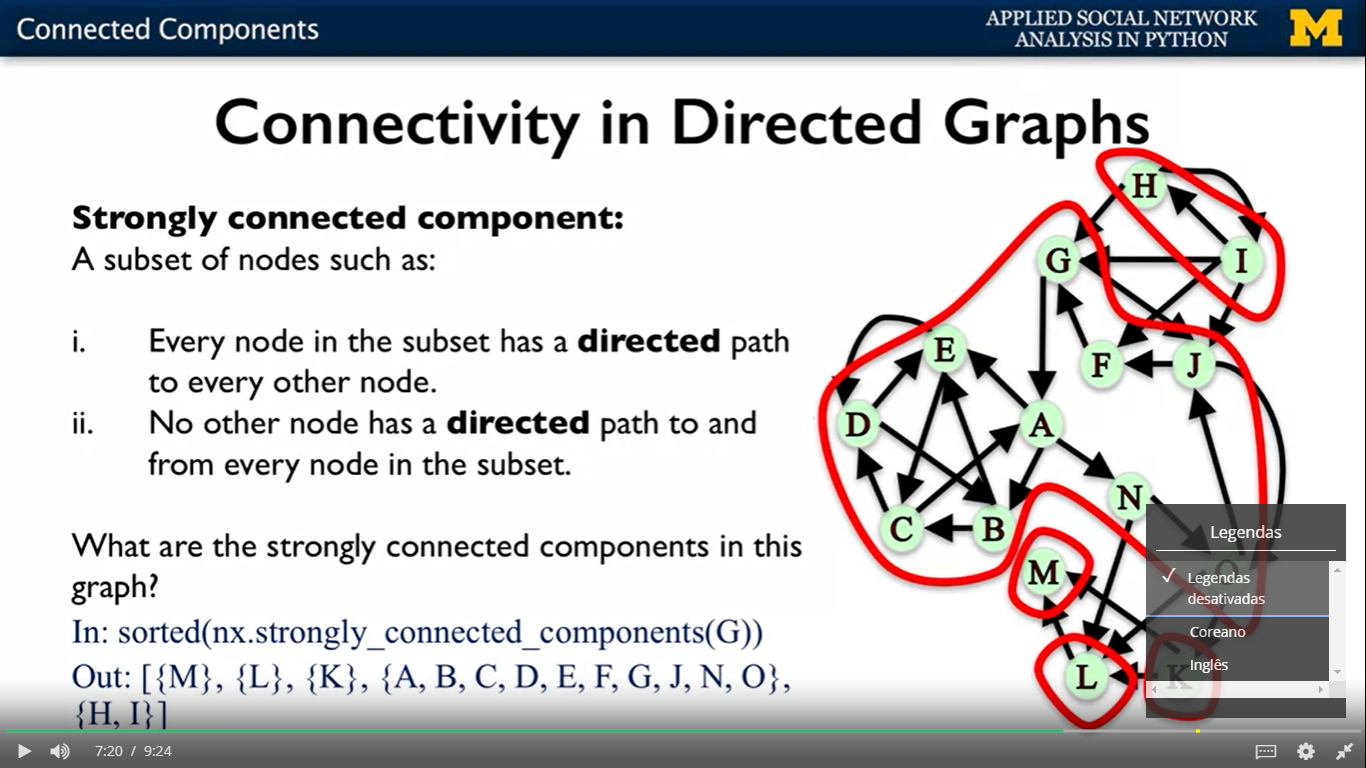 Connected Components
APPLIED SOCIAL NETWORK
ANALYSIS IN PYTHON
M
Connectivity in Directed Graphs
Strongly connected component:
A subset of nodes such as:
i. Every node in the subset has a directed path
to every other node.
ii. No other node has a directed path to and
from every node in the subset.
What are the strongly connected components in this
graph?
In: sorted(nx.strongly_connected_components(G))
Out: [{M}, {L}, {K}, {A, B, C, D, E, F, G, J, N, O},
{H, I}]
H
G
I
E
F
J
D
A
N
C
B
M
O
L
K
Legendas
✓ Legendas
desativadas
Coreano
Inglês
7:20 / 9:24